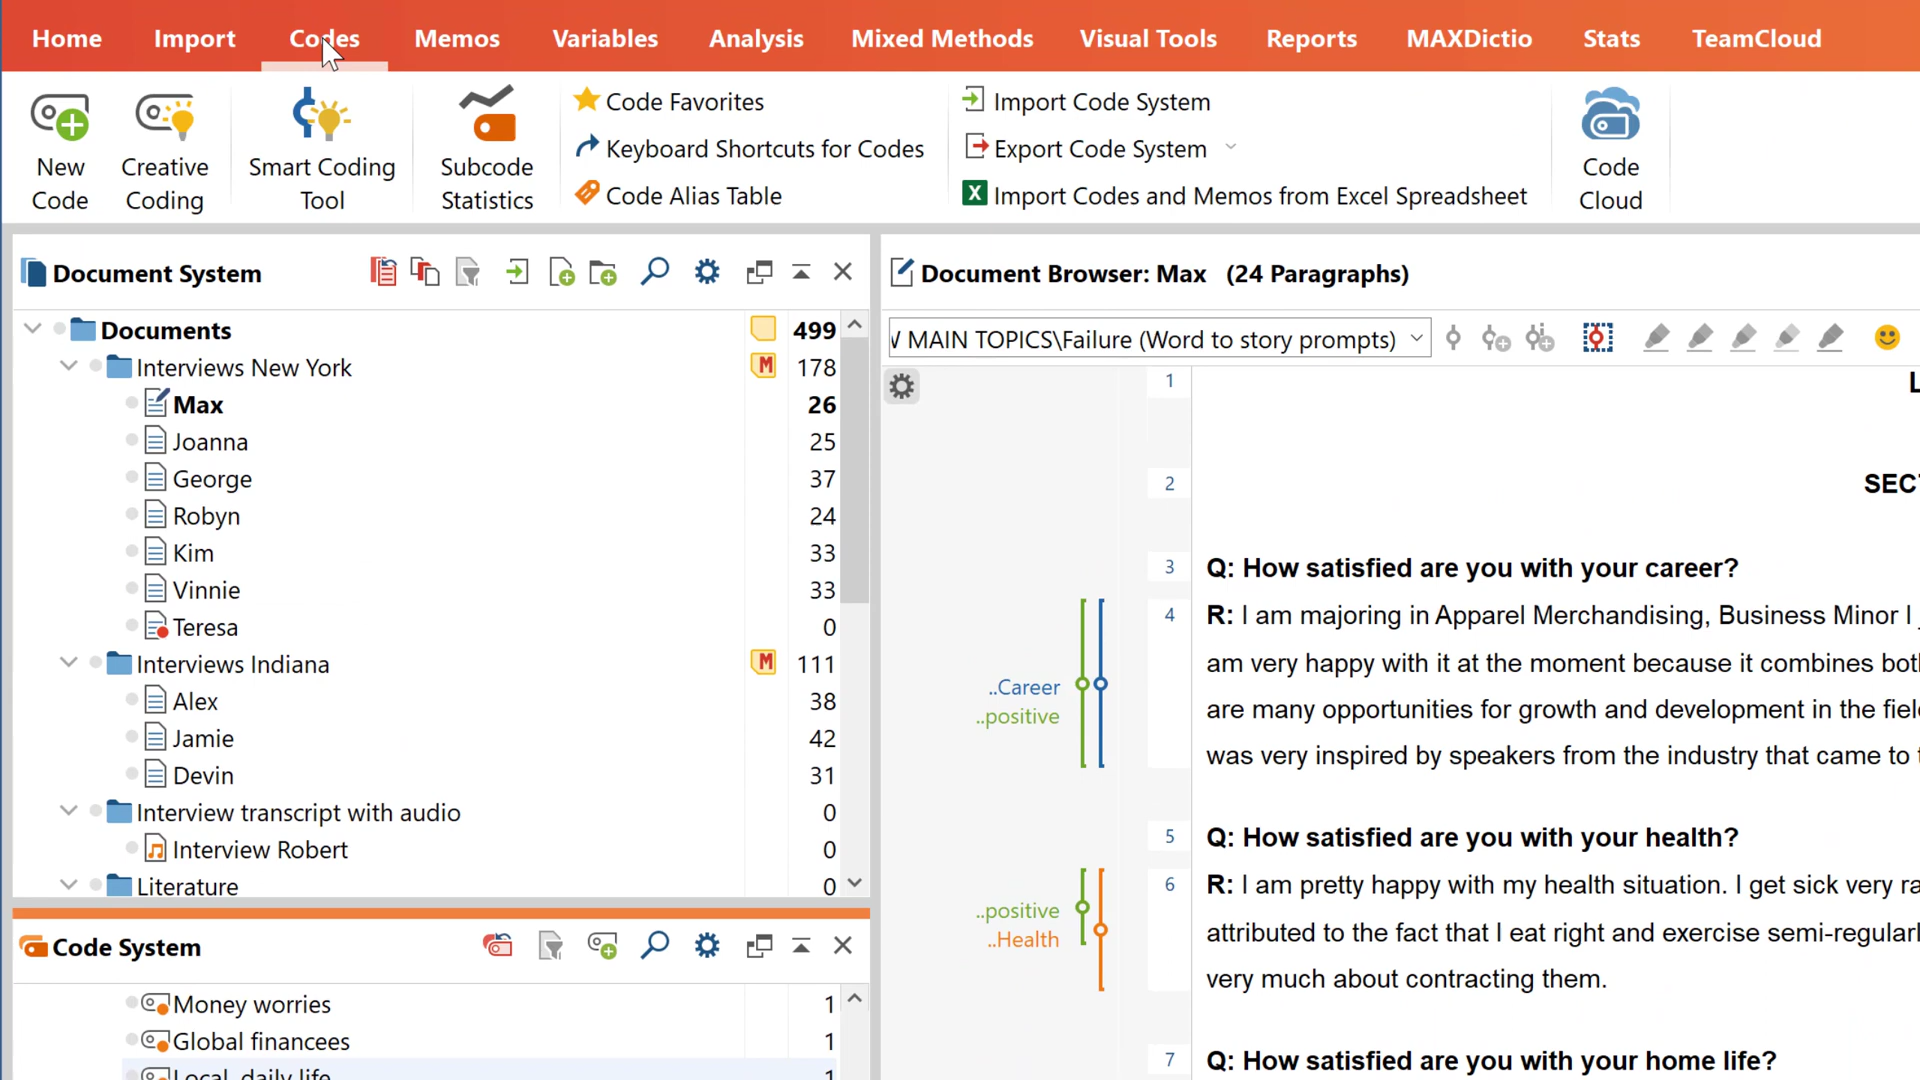 Home Import Codes Memos Variables Analysis Mixed Methods Visual Tools Reports MAXDictio Stats TeamCloud
New Code
Creative Coding
Smart Coding Tool
Subcode Statistics
Code Favorites
Keyboard Shortcuts for Codes
Code Alias Table
Import Code System
Export Code System
X Import Codes and Memos from Excel Spreadsheet
Code Cloud
Document System
Documents 499
Interviews New York M 178
Max 26
Joanna 25
George 37
Robyn 24
Kim 33
Vinnie 33
Teresa 0
Interviews Indiana M 111
Alex 38
Jamie 42
Devin 31
Interview transcript with audio 0
Interview Robert 0
Literature 0
Code System
Money worries 1
Global financees 1
Local, daily life 1
Document Browser: Max (24 Paragraphs)
MAIN TOPICS\Failure (Word to story prompts)
1
2
3 Q: How satisfied are you with your career?
4 R: I am majoring in Apparel Merchandising, Business Minor I
am very happy with it at the moment because it combines
are many opportunities for growth and development in the
was very inspired by speakers from the industry that came to
..Career
..positive
5 Q: How satisfied are you with your health?
6 R: I am pretty happy with my health situation. I get sick very
attributed to the fact that I eat right and exercise
very much about contracting them.
..positive
..Health
7 Q: How satisfied are you with your home life?